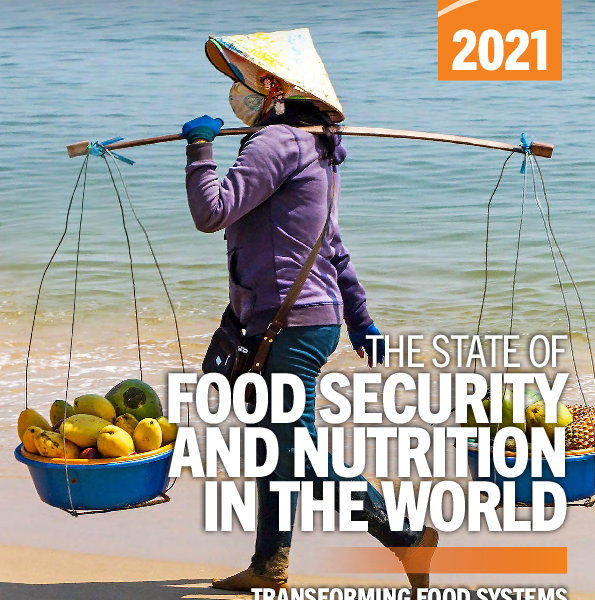 2021
THE STATE OF
FOOD SECURITY
AND NUTRITION
IN THE WORLD
TRANSFORMING FOOD SYSTEMS